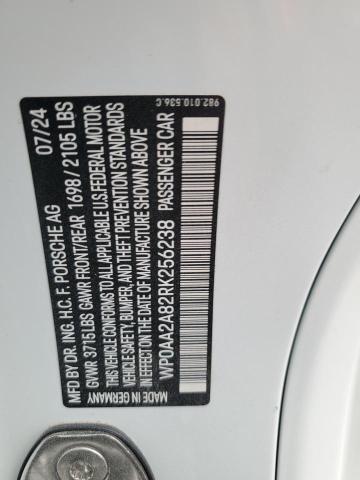 MFD BY DR. ING. H.C. F. PORSCHE AG 07/24
GVWR 3715 LBS GAWR FRONT/REAR 1698 / 2105 LBS
THIS VEHICLE CONFORMS TO ALL APPLICABLE U.S. FEDERAL MOTOR
VEHICLE SAFETY, BUMPER, AND THEFT PREVENTION STANDARDS
IN EFFECT ON THE DATE OF MANUFACTURE SHOWN ABOVE
MADE IN GERMANY
WP0AA2A82RK256238 PASSENGER CAR
982.010.536.C